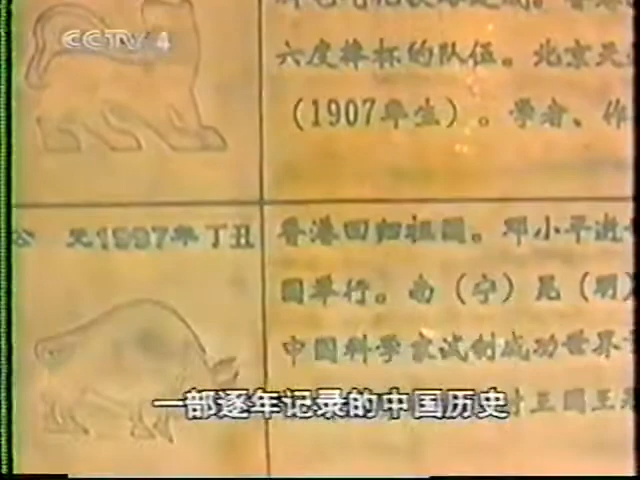 CCTV 4
六度捧杯的队伍。北京天
(1907年生)。学者、作
公 元1997年丁丑
香港回归祖国。邓小平逝
国举行。南(宁)昆(明)
中国科学家试制成功世界
王国王
一部逐年记录的中国历史